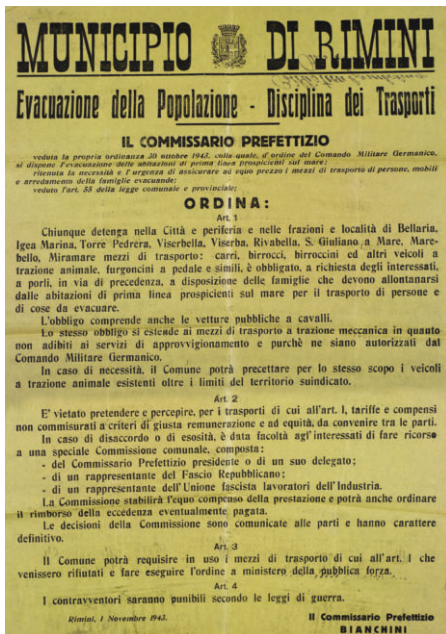 MUNICIPIO DI RIMINI
Evacuazione della Popolazione - Disciplina dei Trasporti
IL COMMISSARIO PREFETTIZIO
veduta la propria ordinanza 30 ottobre 1943, colla quale, d'ordine del Comando Militare Germanico,
si dispone l'evacuazione delle abitazioni di prima linea prospicienti sul mare;
ritenuta la necessità e l'urgenza di assicurare ad equo prezzo i mezzi di trasporto di persone, mobili
e arredamento della famiglie evacuande;
veduto l'art. 55 della legge comunale e provinciale;
ORDINA:
Art. 1
Chiunque detenga nella Città e periferia e nelle frazioni e località di Bellaria,
Igea Marina, Torre Pedrera, Viserbella, Viserba, Rivabella, S. Giuliano a Mare, Mare-
bello, Miramare mezzi di trasporto: carri, birocci, biroccini ed altri veicoli a
trazione animale, furgoncini a pedale e simili, è obligato, a richiesta degli interessati,
a porli, in via di precedenza, a disposizione delle famiglie che devono allontanarsi
dalle abitazioni di prima linea prospicienti sul mare per il trasporto di persone e
di cose da evacuare.
L'obbligo comprende anche le vetture pubbliche a cavalli.
Lo stesso obbligo si estende ai mezzi di trasporto a trazione meccanica in quanto
non adibiti ai servizi di approvvigionamento e purchè ne siano autorizzati dal
Comando Militare Germanico.
In caso di necessità, il Comune potrà precettare per lo stesso scopo i veicoli
a trazione animale esistenti oltre i limiti del territorio suindicato.
Art. 2
E' vietato pretendere e percepire, per i trasporti di cui all'art. 1, tariffe e compensi
non commisurati a criteri di giusta remunerazione e ad equità, da convenire tra le parti.
In caso di disaccordo o di esosità, è data facoltà agl'interessati di fare ricorso
a una speciale Commissione comunale, composta:
- del Commissario Prefettizio presidente o di un suo delegato;
- di un rappresentante del Fascio Repubblicano;
- di un rappresentante dell'Unione fascista lavoratori dell'Industria.
La Commissione stabilirà l'equo compenso della prestazione e potrà anche ordinare
il rimborso della eccedenza eventualmente pagata.
Le decisioni della Commissione sono comunicate alle parti e hanno carattere
definitivo.
Art. 3
Il Comune potrà requisire in uso i mezzi di trasporto di cui all'art. 1 che
venissero rifiutati e fare eseguire l'ordine a ministero della pubblica forza.
Art. 4
I contravventori saranno punibili secondo le leggi di guerra.
Rimini, 1 Novembre 1943.
Il Commissario Prefettizio
BIANCHINI